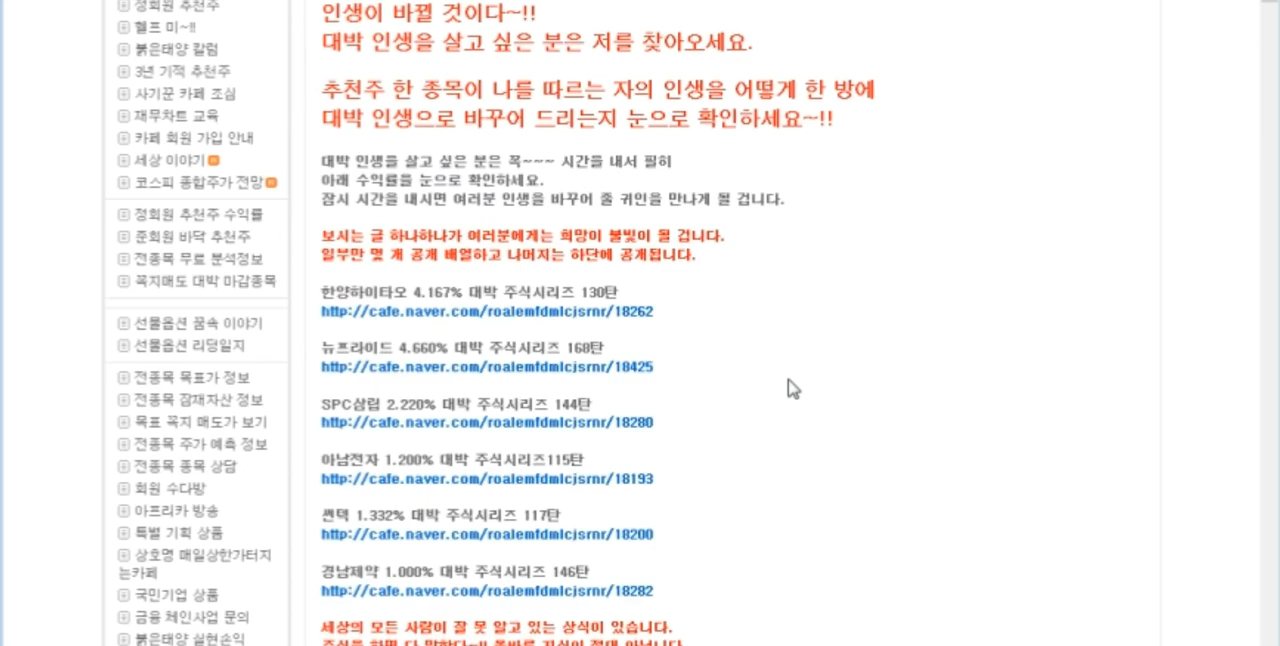 정회원 추천주
헬프 미~!!
붉은태양 칼럼
3년 기적 추천주
사기꾼 카페 조심
재무차트 교육
카페 회원 가입 안내
세상 이야기
코스피 종합주가 전망
정회원 추천주 수익률
준회원 바닥 추천주
전종목 무료 분석정보
꼭지매도 대박 마감종목
선물옵션 꿈속 이야기
선물옵션 리딩일지
전종목 목표가 정보
전종목 잠재자산 정보
목표 꼭지 매도가 보기
전종목 주가 예측 정보
전종목 종목 상담
회원 수다방
아프리카 방송
특별 기획 상품
상호명 매일상한가터지
는카페
국민기업 상품
금융 체인사업 문의
붉은태양 실현손익
인생이 바뀔 것이다~!!
대박 인생을 살고 싶은 분은 저를 찾아오세요.
추천주 한 종목이 나를 따르는 자의 인생을 어떻게 한 방에
대박 인생으로 바꾸어 드리는지 눈으로 확인하세요~!!
대박 인생을 살고 싶은 분은 꼭~~~ 시간을 내서 필히
아래 수익률를 눈으로 확인하세요.
잠시 시간을 내시면 여러분 인생을 바꾸어 줄 귀인을 만나게 될 겁니다.
보시는 글 하나하나가 여러분에게는 희망이 불빛이 될 겁니다.
일부만 몇 개 공개 배열하고 나머지는 하단에 공개됩니다.
한양하이타오 4.167% 대박 주식시리즈 130탄
http://cafe.naver.com/roalemfdmlcjsrnr/18262
뉴프라이드 4.660% 대박 주식시리즈 168탄
http://cafe.naver.com/roalemfdmlcjsrnr/18425
SPC삼립 2.220% 대박 주식시리즈 144탄
http://cafe.naver.com/roalemfdmlcjsrnr/18280
아남전자 1.200% 대박 주식시리즈115탄
http://cafe.naver.com/roalemfdmlcjsrnr/18193
썬텍 1.332% 대박 주식시리즈 117탄
http://cafe.naver.com/roalemfdmlcjsrnr/18200
경남제약 1.000% 대박 주식시리즈 146탄
http://cafe.naver.com/roalemfdmlcjsrnr/18282
세상의 모든 사람이 잘 못 알고 있는 상식이 있습니다.